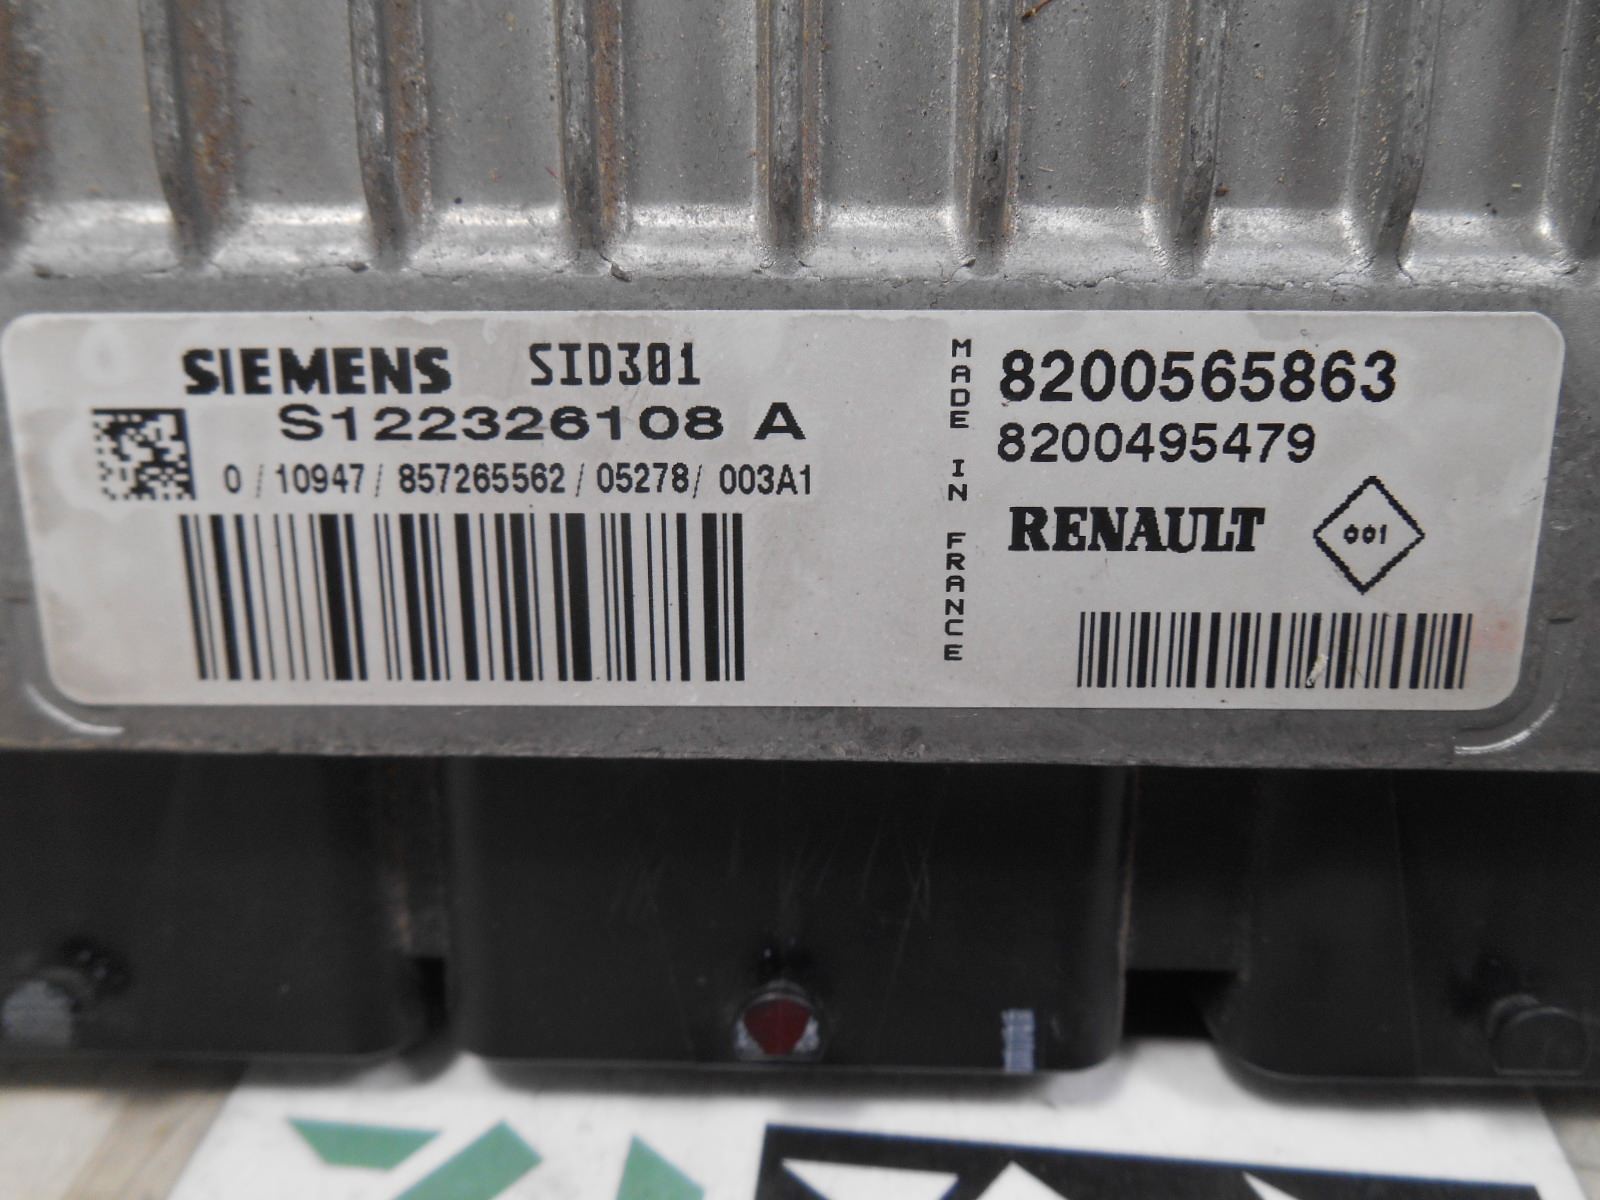 SIEMENS SID301
S122326108 A
0 / 10947 / 857265562 / 05278 / 003A1
MADE IN FRANCE
8200565863
8200495479
RENAULT 001